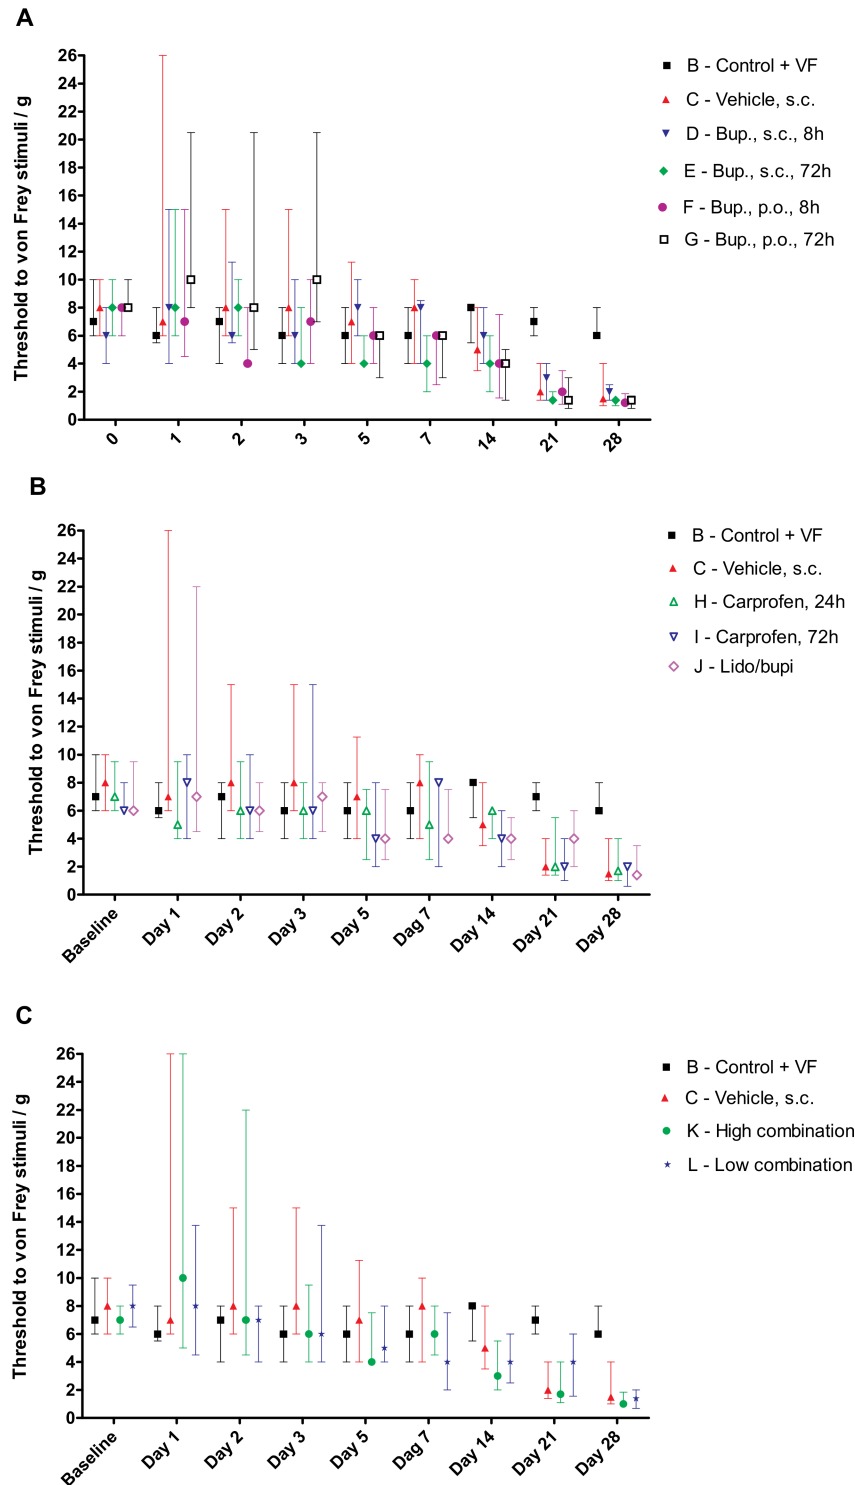 A
Threshold to von Frey stimuli / g
26
24
22
20
18
16
14
12
10
8
6
4
2
0
0 1 2 3 5 7 14 21 28
B - Control + VF
C - Vehicle, s.c.
D - Bup., s.c., 8h
E - Bup., s.c., 72h
F - Bup., p.o., 8h
G - Bup., p.o., 72h
B
Threshold to von Frey stimuli / g
26
24
22
20
18
16
14
12
10
8
6
4
2
0
Baseline Day 1 Day 2 Day 3 Day 5 Dag 7 Day 14 Day 21 Day 28
B - Control + VF
C - Vehicle, s.c.
H - Carprofen, 24h
I - Carprofen, 72h
J - Lido/bupi
C
Threshold to von Frey stimuli / g
26
24
22
20
18
16
14
12
10
8
6
4
2
0
Baseline Day 1 Day 2 Day 3 Day 5 Dag 7 Day 14 Day 21 Day 28
B - Control + VF
C - Vehicle, s.c.
K - High combination
L - Low combination